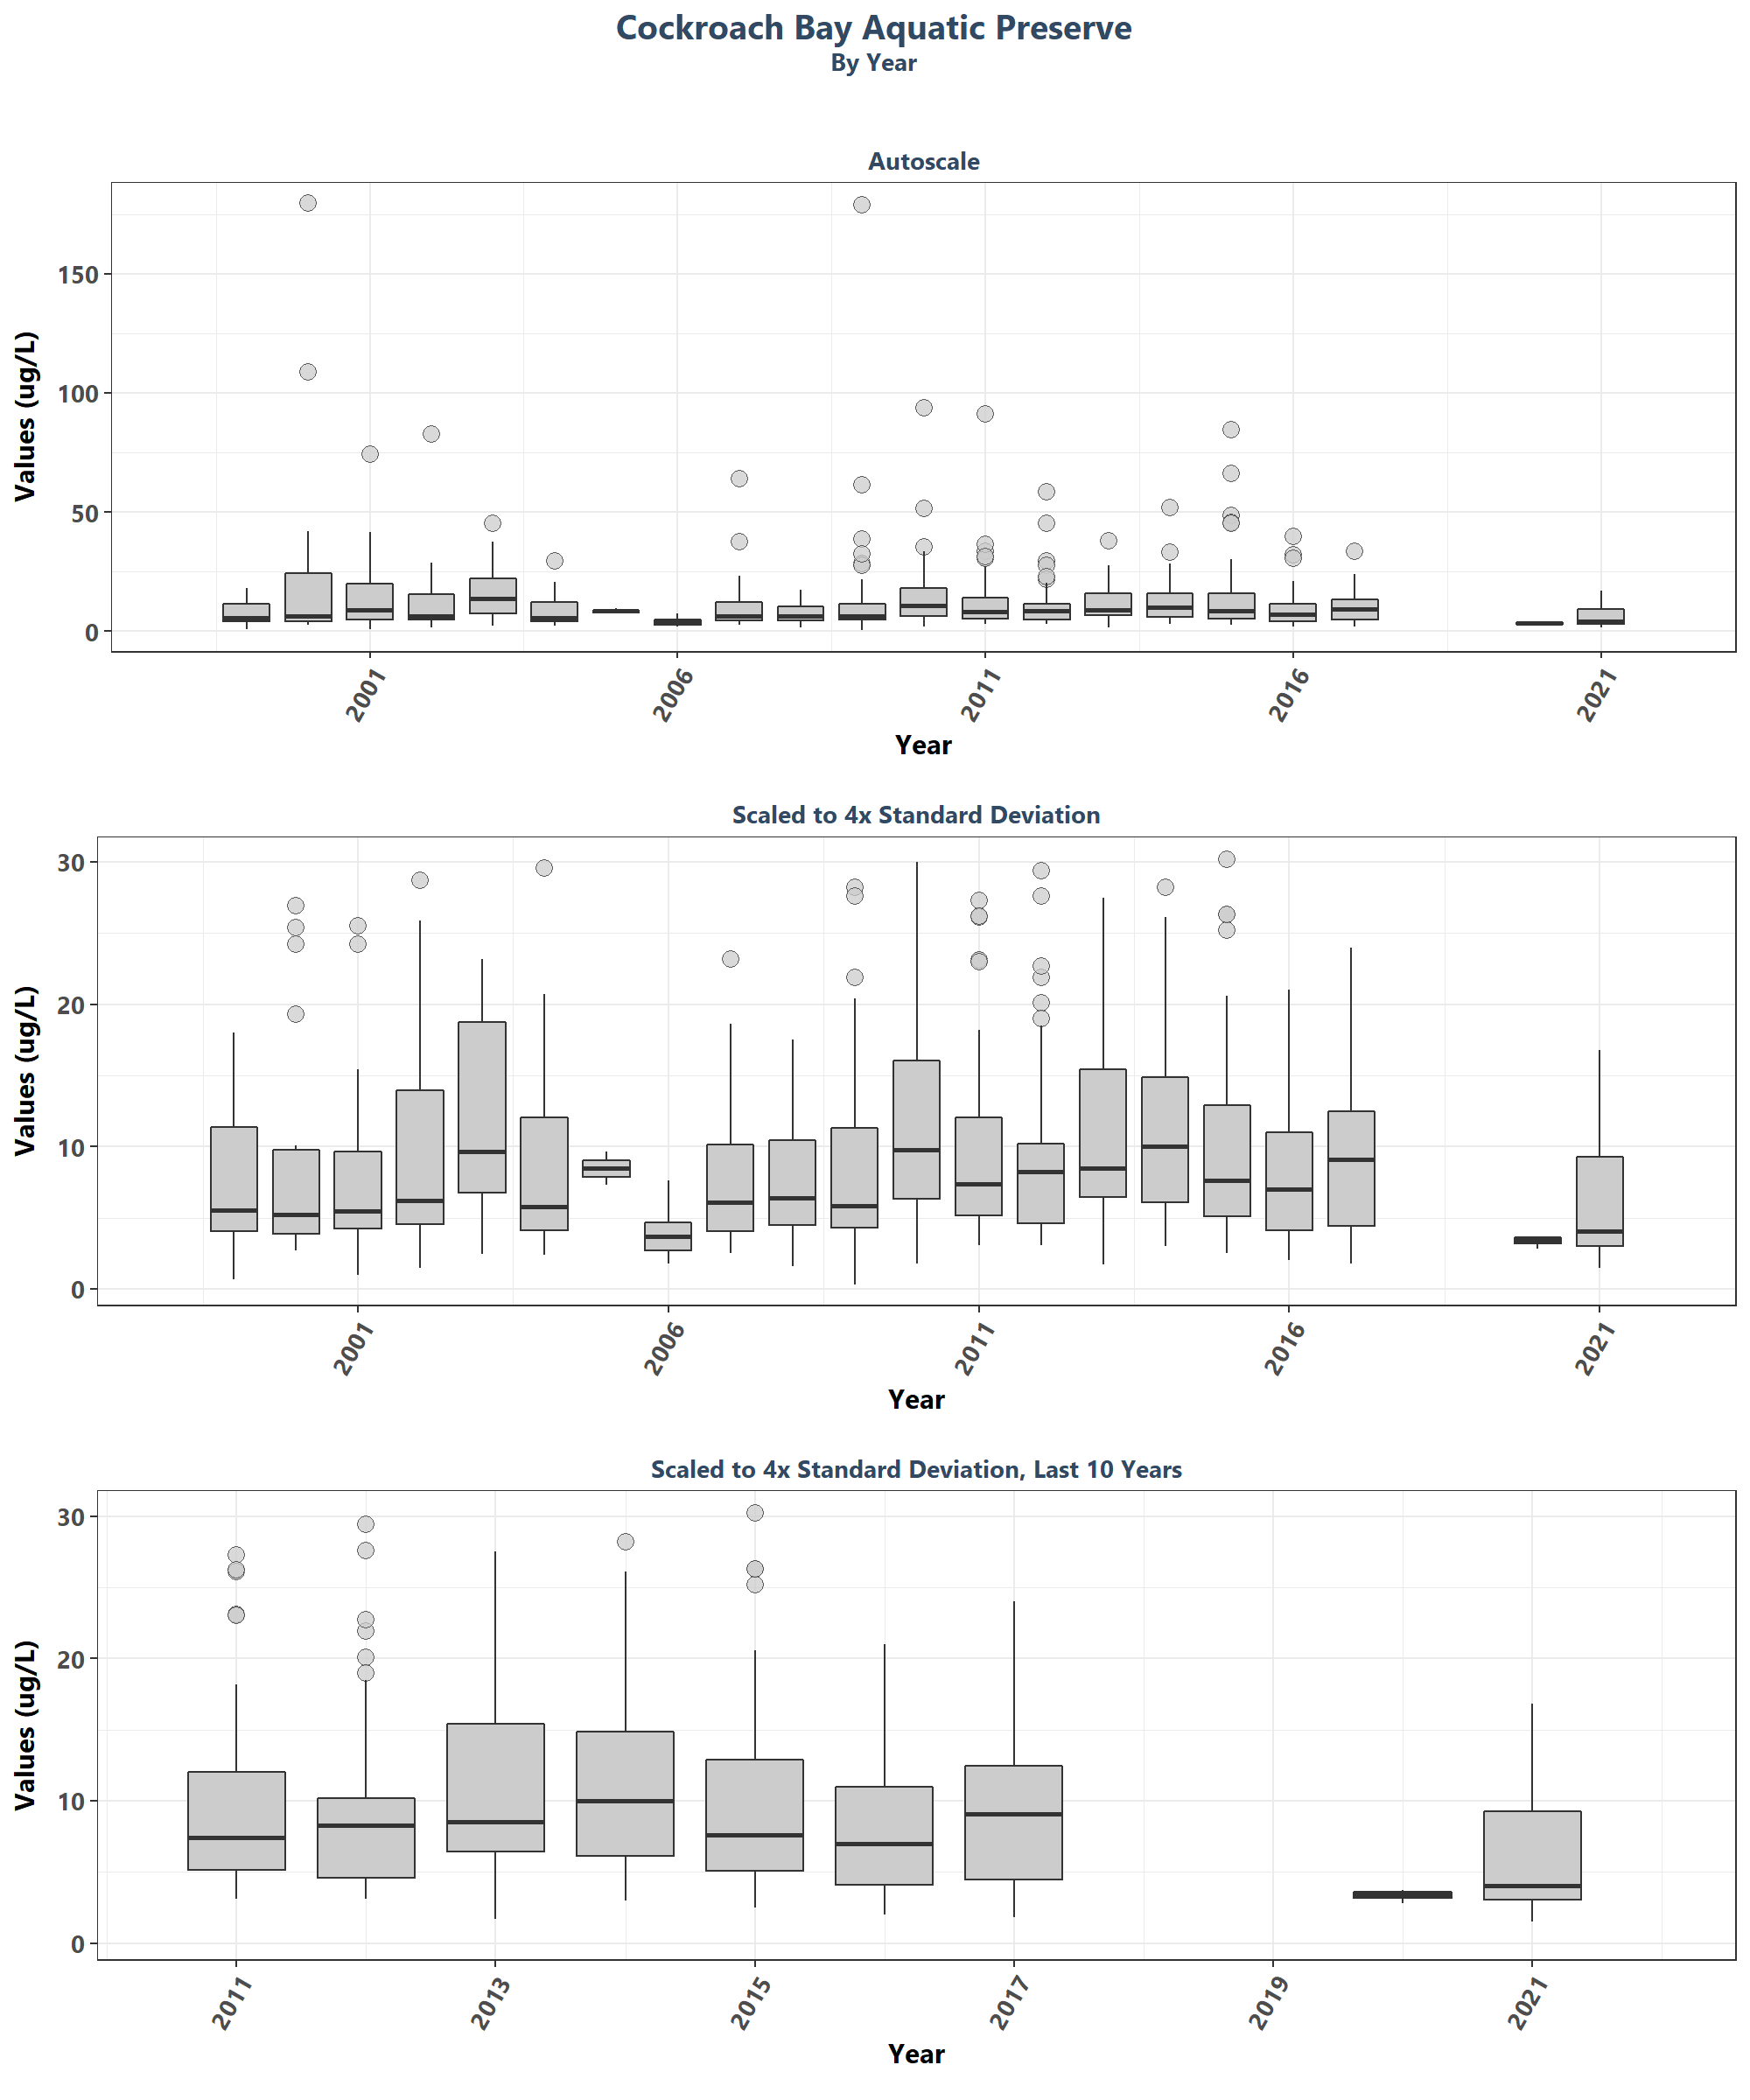 Cockroach Bay Aquatic Preserve
By Year
Autoscale
Values (ug/L)
150
100
50
0
2001
2006
2011
2016
2021
Year
Scaled to 4x Standard Deviation
Values (ug/L)
30
20
10
0
2001
2006
2011
2016
2021
Year
Scaled to 4x Standard Deviation, Last 10 Years
Values (ug/L)
30
20
10
0
2011
2013
2015
2017
2019
2021
Year